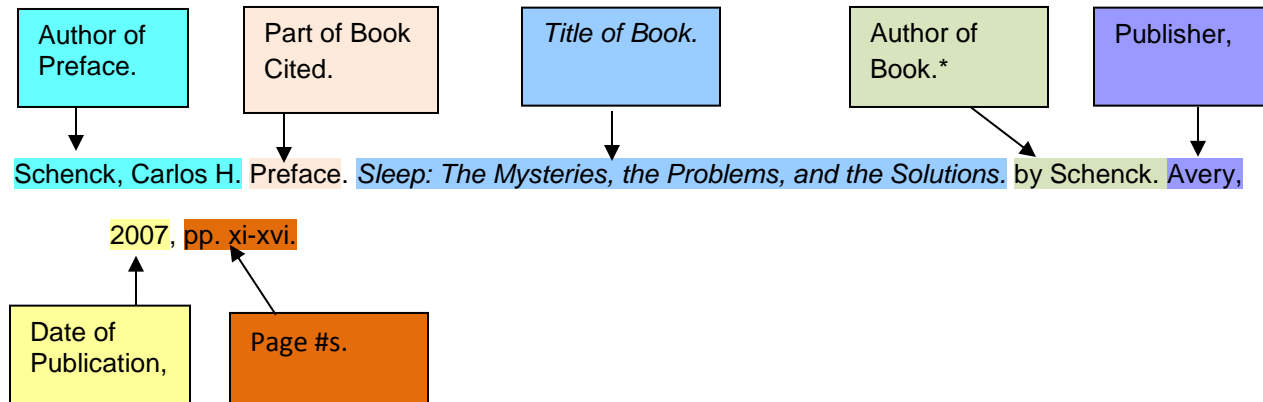 Author of
Preface.
Part of Book
Cited.
Title of Book.
Author of
Book.*
Publisher,
Schenck, Carlos H. Preface. Sleep: The Mysteries, the Problems, and the Solutions. by Schenck. Avery,
2007, pp. xi-xvi.
Date of
Publication,
Page #s.